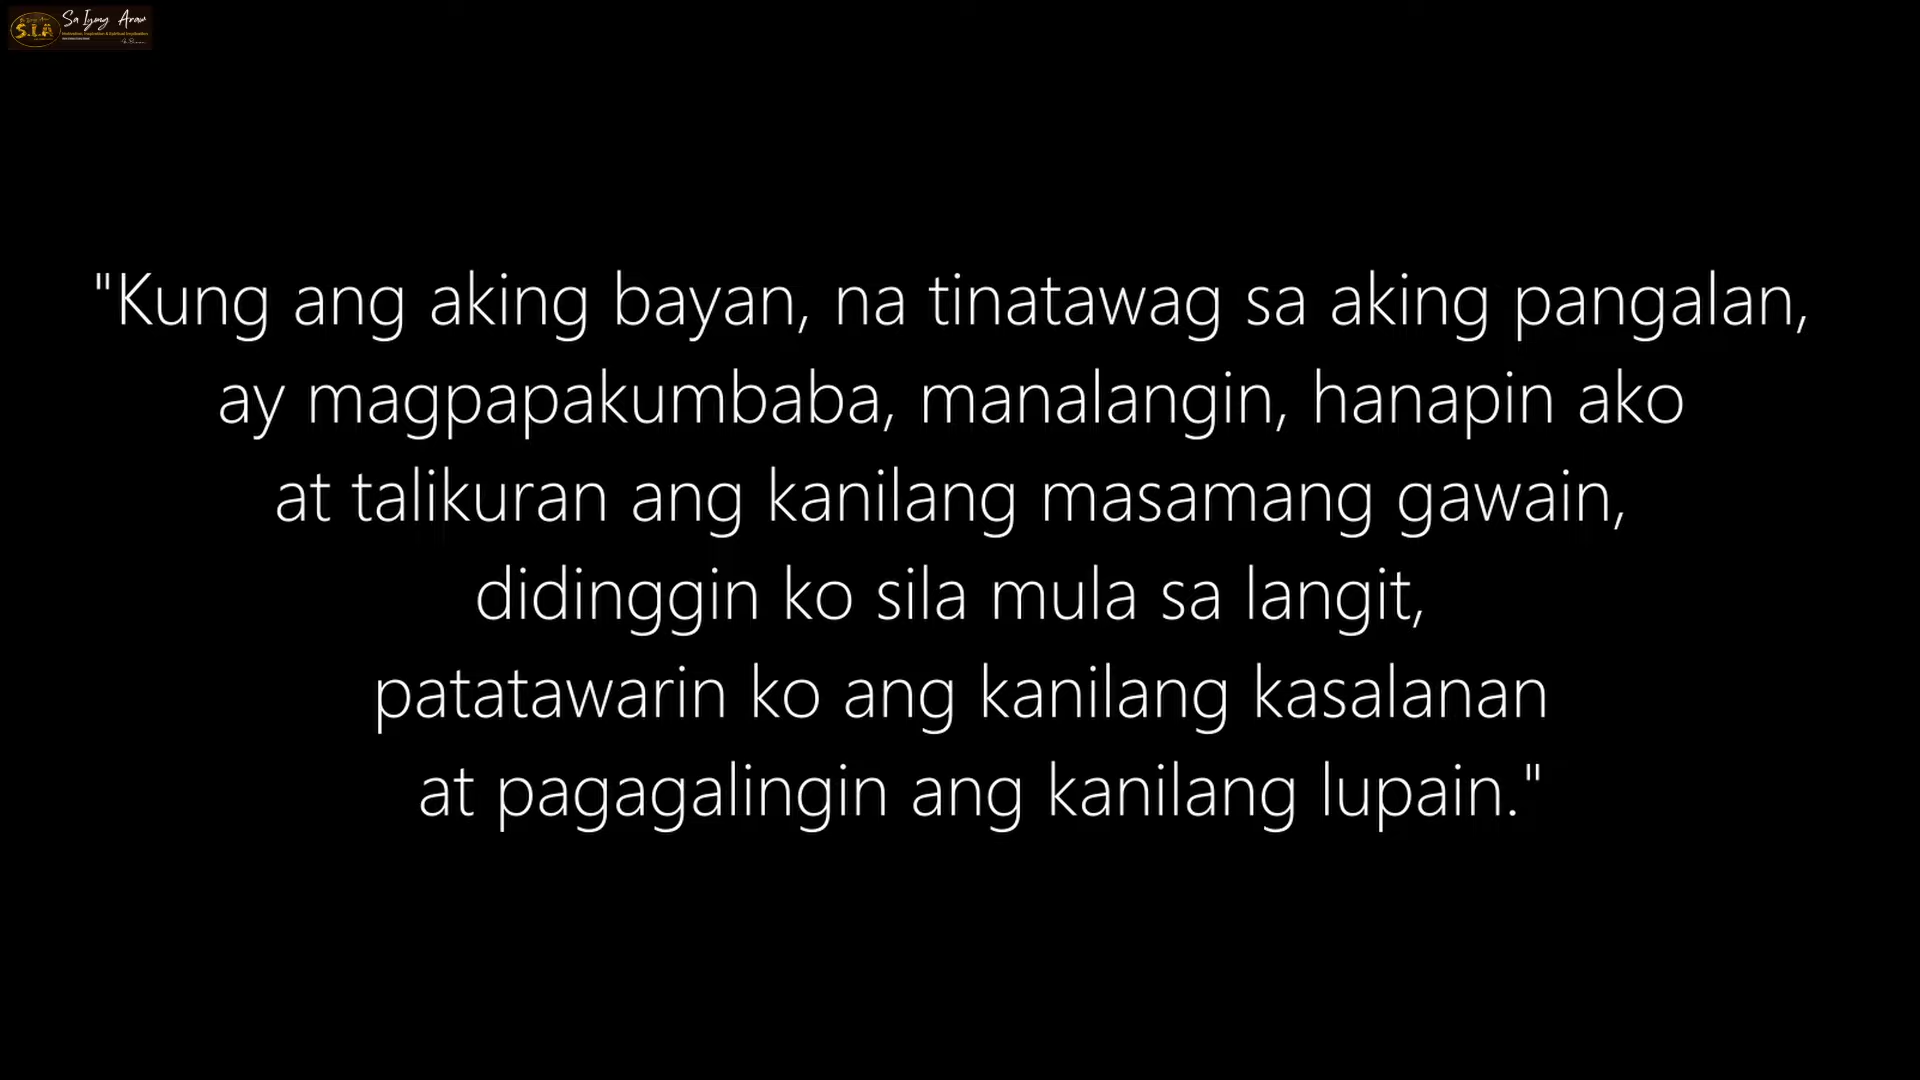 Sa Iyong Araw
S.I.A
"Kung ang aking bayan, na tinatawag sa aking pangalan,
ay magpapakumbaba, manalangin, hanapin ako
at talikuran ang kanilang masamang gawain,
didinggin ko sila mula sa langit,
patatawarin ko ang kanilang kasalanan
at pagagalingin ang kanilang lupain."